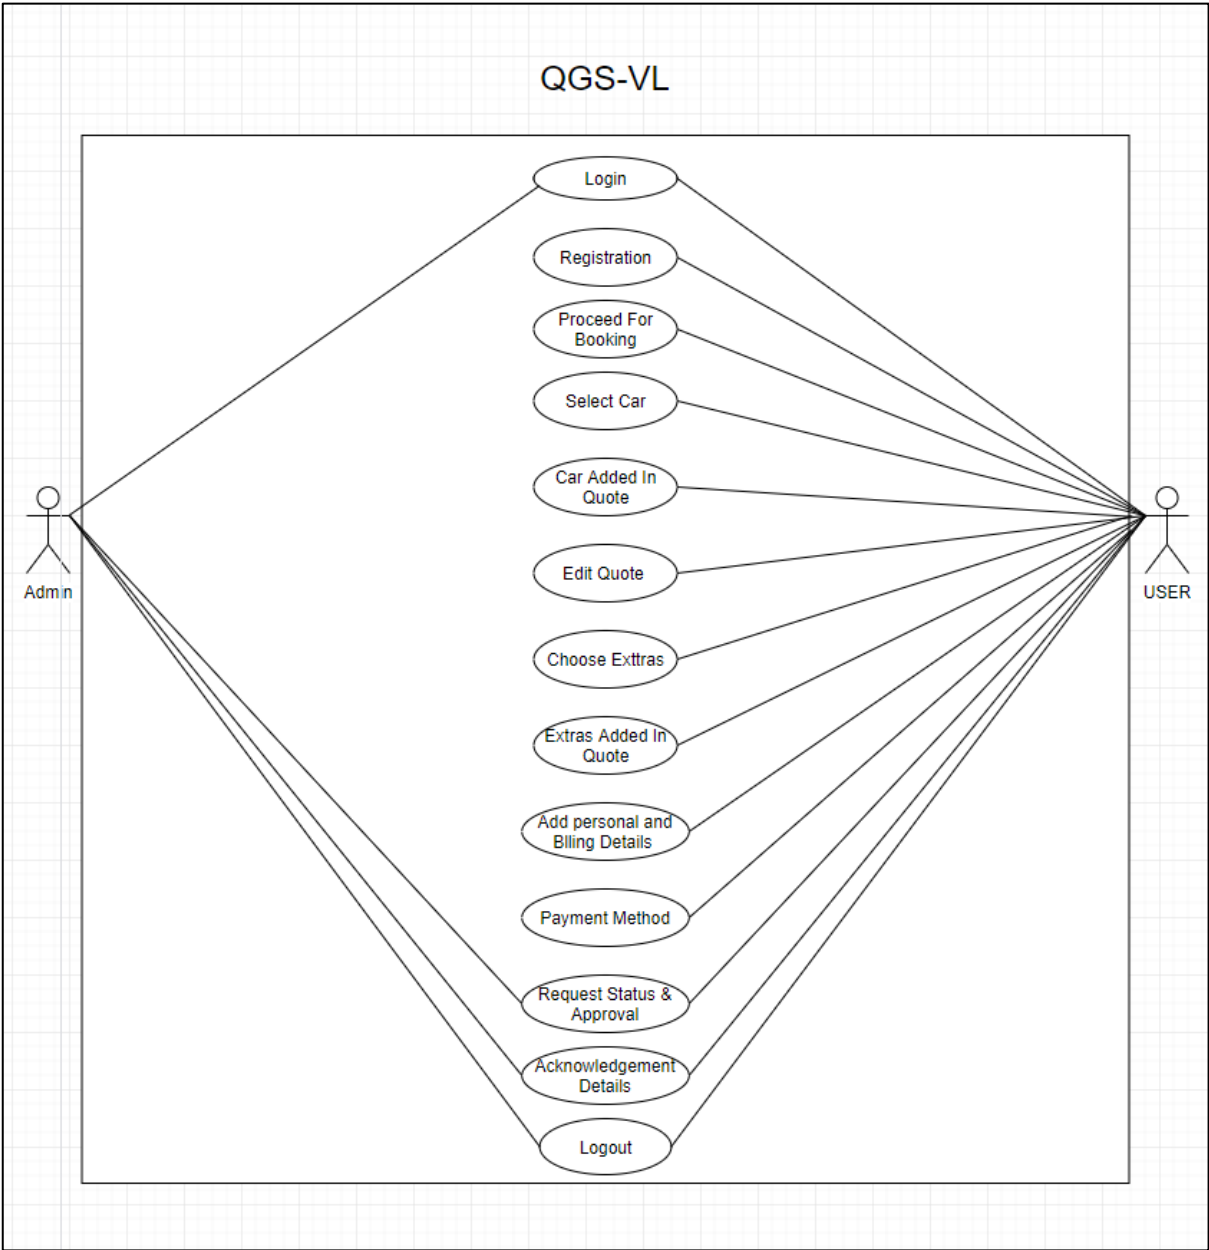 QGS-VL
Login
Registration
Proceed For
Booking
Select Car
Car Added In
Quote
Edit Quote
Choose Exttras
Extras Added In
Quote
Add personal and
Blling Details
Payment Method
Request Status &
Approval
Acknowledgement
Details
Logout
Admin
USER